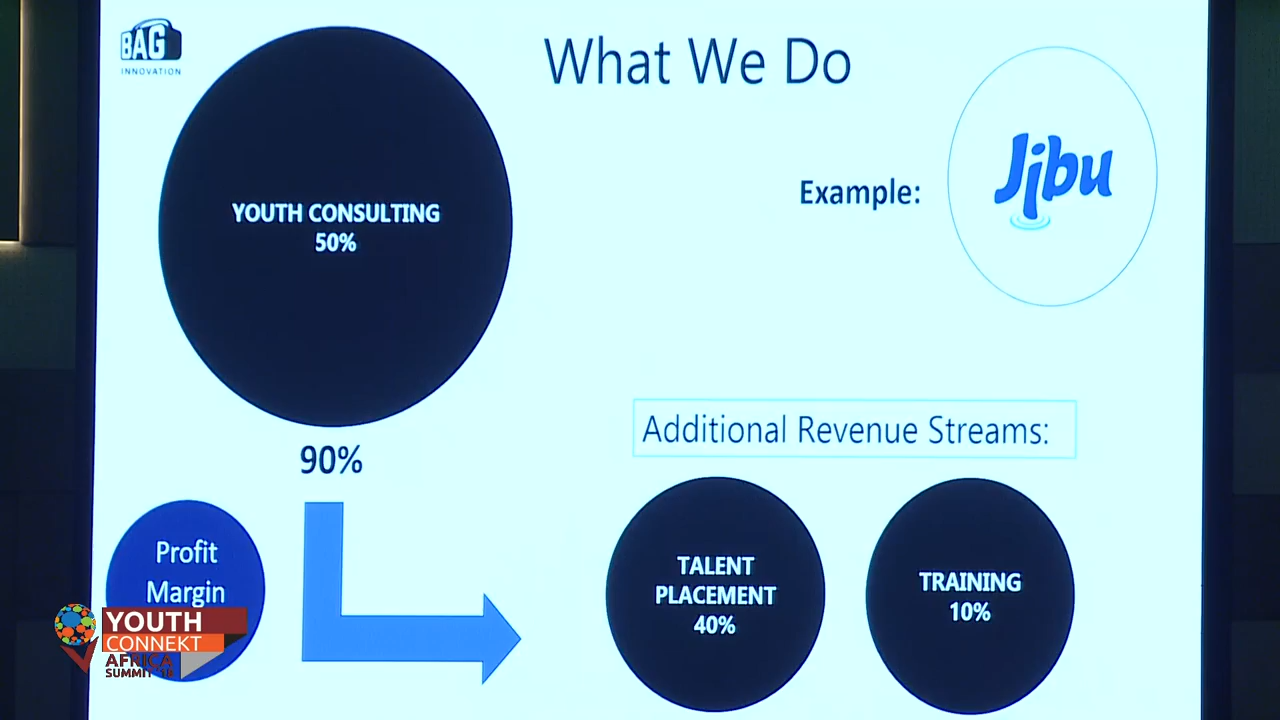 BAG
INNOVATION
What We Do
YOUTH CONSULTING
50%
Example:
Jibu
90%
Additional Revenue Streams:
Profit
Margin
TALENT
PLACEMENT
40%
TRAINING
10%
YOUTH
CONNEKT
AFRICA
SUMMIT '18